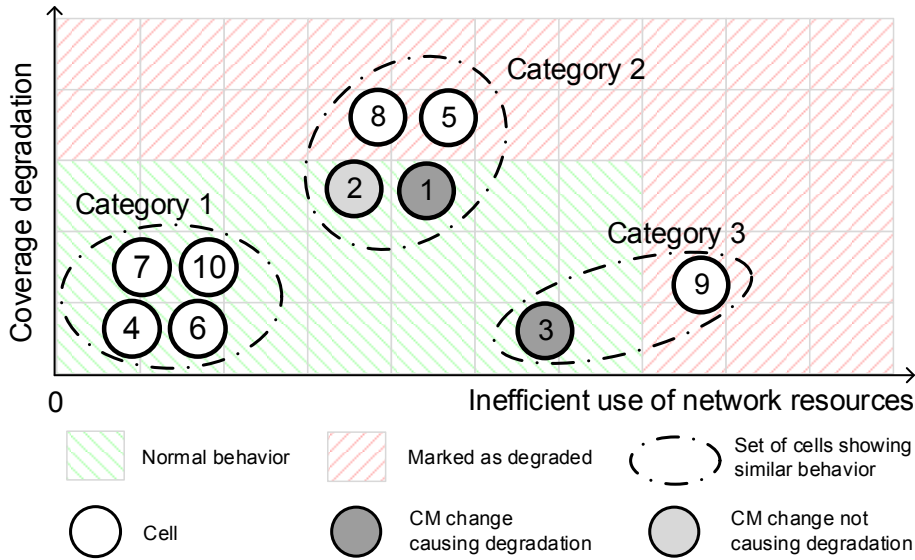 Coverage degradation
Category 2
8
5
2
1
Category 1
7
10
4
6
Category 3
9
3
0
Inefficient use of network resources
Normal behavior
Marked as degraded
Set of cells showing
similar behavior
Cell
CM change
causing degradation
CM change not
causing degradation